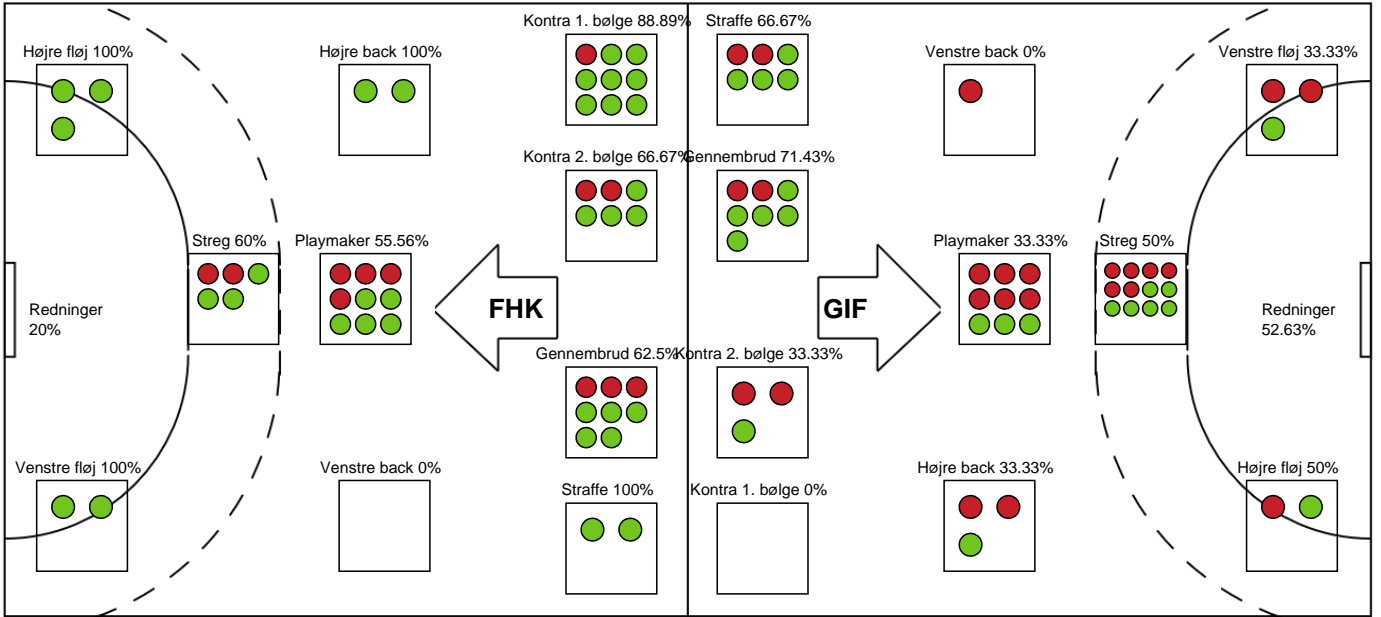 Kontra 1. bølge 88.89%
Straffe 66.67%
Højre fløj 100%
Højre back 100%
Venstre back 0%
Venstre fløj 33.33%
Kontra 2. bølge 66.67%
Gennembrud 71.43%
Streg 60%
Playmaker 55.56%
Playmaker 33.33%
Streg 50%
Redninger
20%
FHK
GIF
Redninger
52.63%
Gennembrud 62.5%
Kontra 2. bølge 33.33%
Venstre fløj 100%
Venstre back 0%
Højre back 33.33%
Højre fløj 50%
Straffe 100%
Kontra 1. bølge 0%